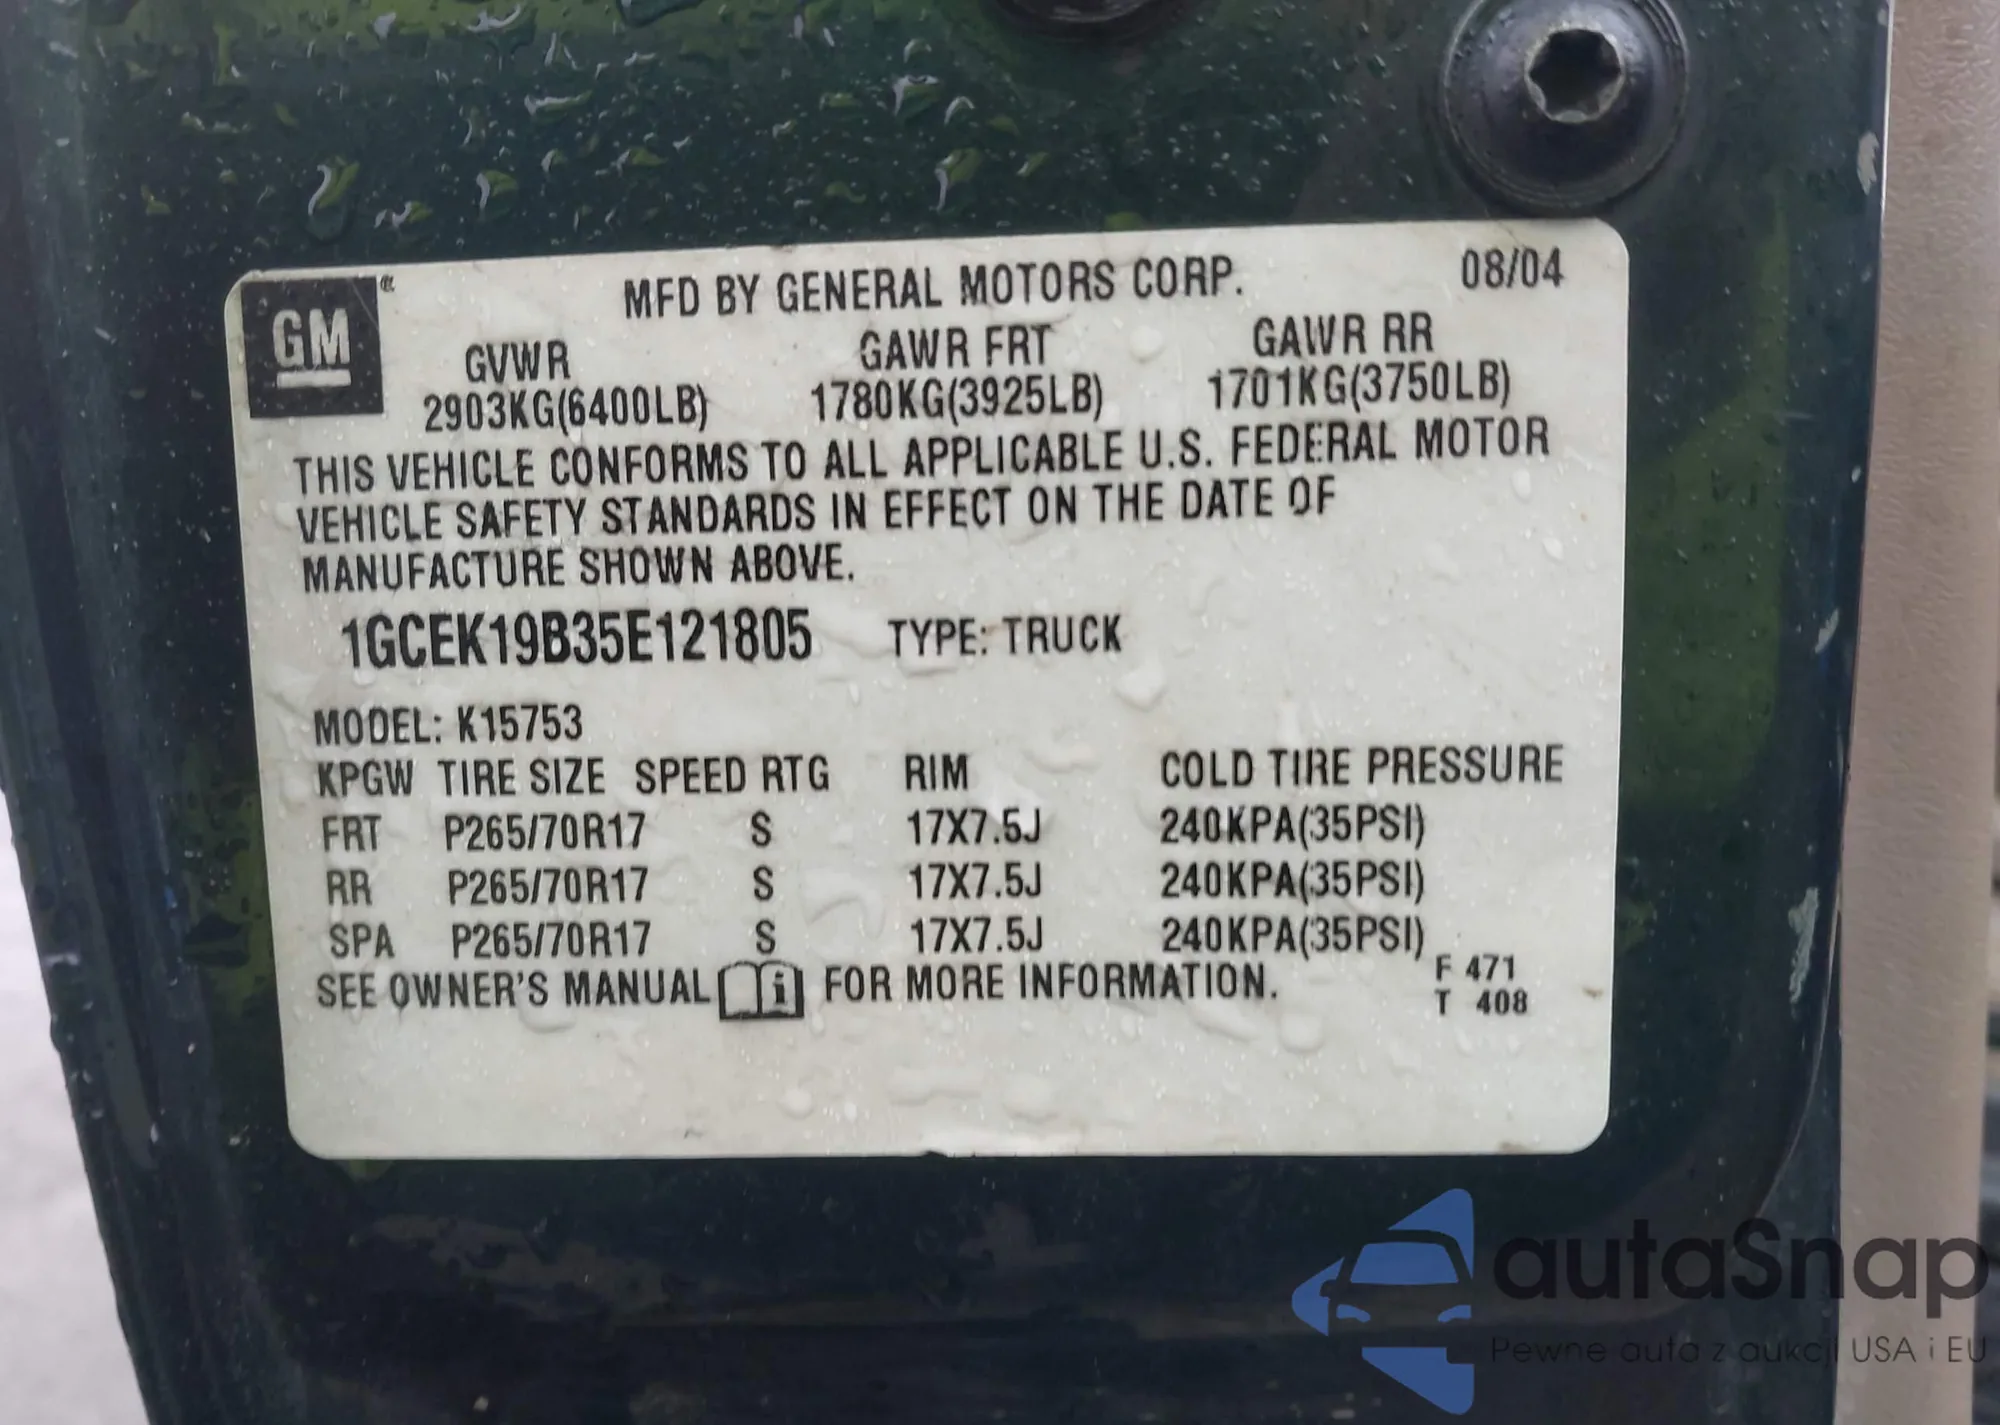 GM
MFD BY GENERAL MOTORS CORP. 08/04
GVWR GAWR FRT GAWR RR
2903KG(6400LB) 1780KG(3925LB) 1701KG(3750LB)
THIS VEHICLE CONFORMS TO ALL APPLICABLE U.S. FEDERAL MOTOR
VEHICLE SAFETY STANDARDS IN EFFECT ON THE DATE OF
MANUFACTURE SHOWN ABOVE.
1GCEK19B35E121805 TYPE: TRUCK
MODEL: K15753
KPGW TIRE SIZE SPEED RTG RIM COLD TIRE PRESSURE
FRT P265/70R17 S 17X7.5J 240KPA(35PSI)
RR P265/70R17 S 17X7.5J 240KPA(35PSI)
SPA P265/70R17 S 17X7.5J 240KPA(35PSI)
SEE OWNER'S MANUAL i FOR MORE INFORMATION.
F 471
T 408
autaSnap
Pewne auta z aukcji USA i EU